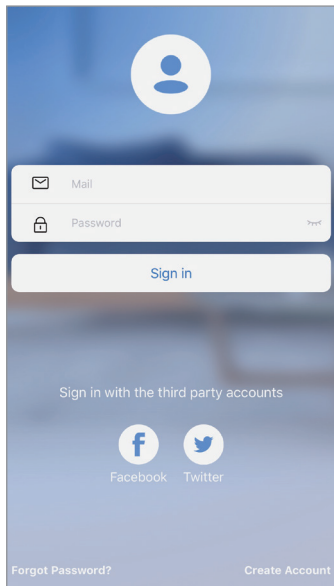 Mail
Password
Sign in
Sign in with the third party accounts
Facebook Twitter
Forgot Password? Create Account